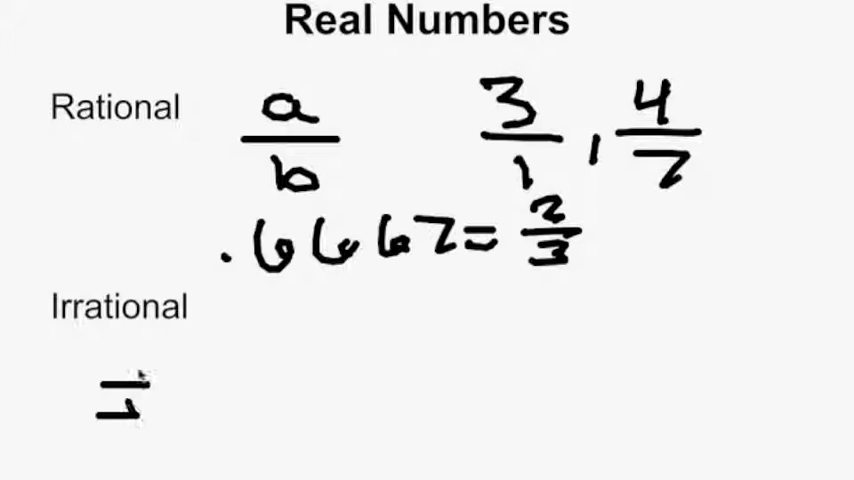 Real Numbers
Rational a/b 3/1, 4/7
.6667 = 2/3
Irrational